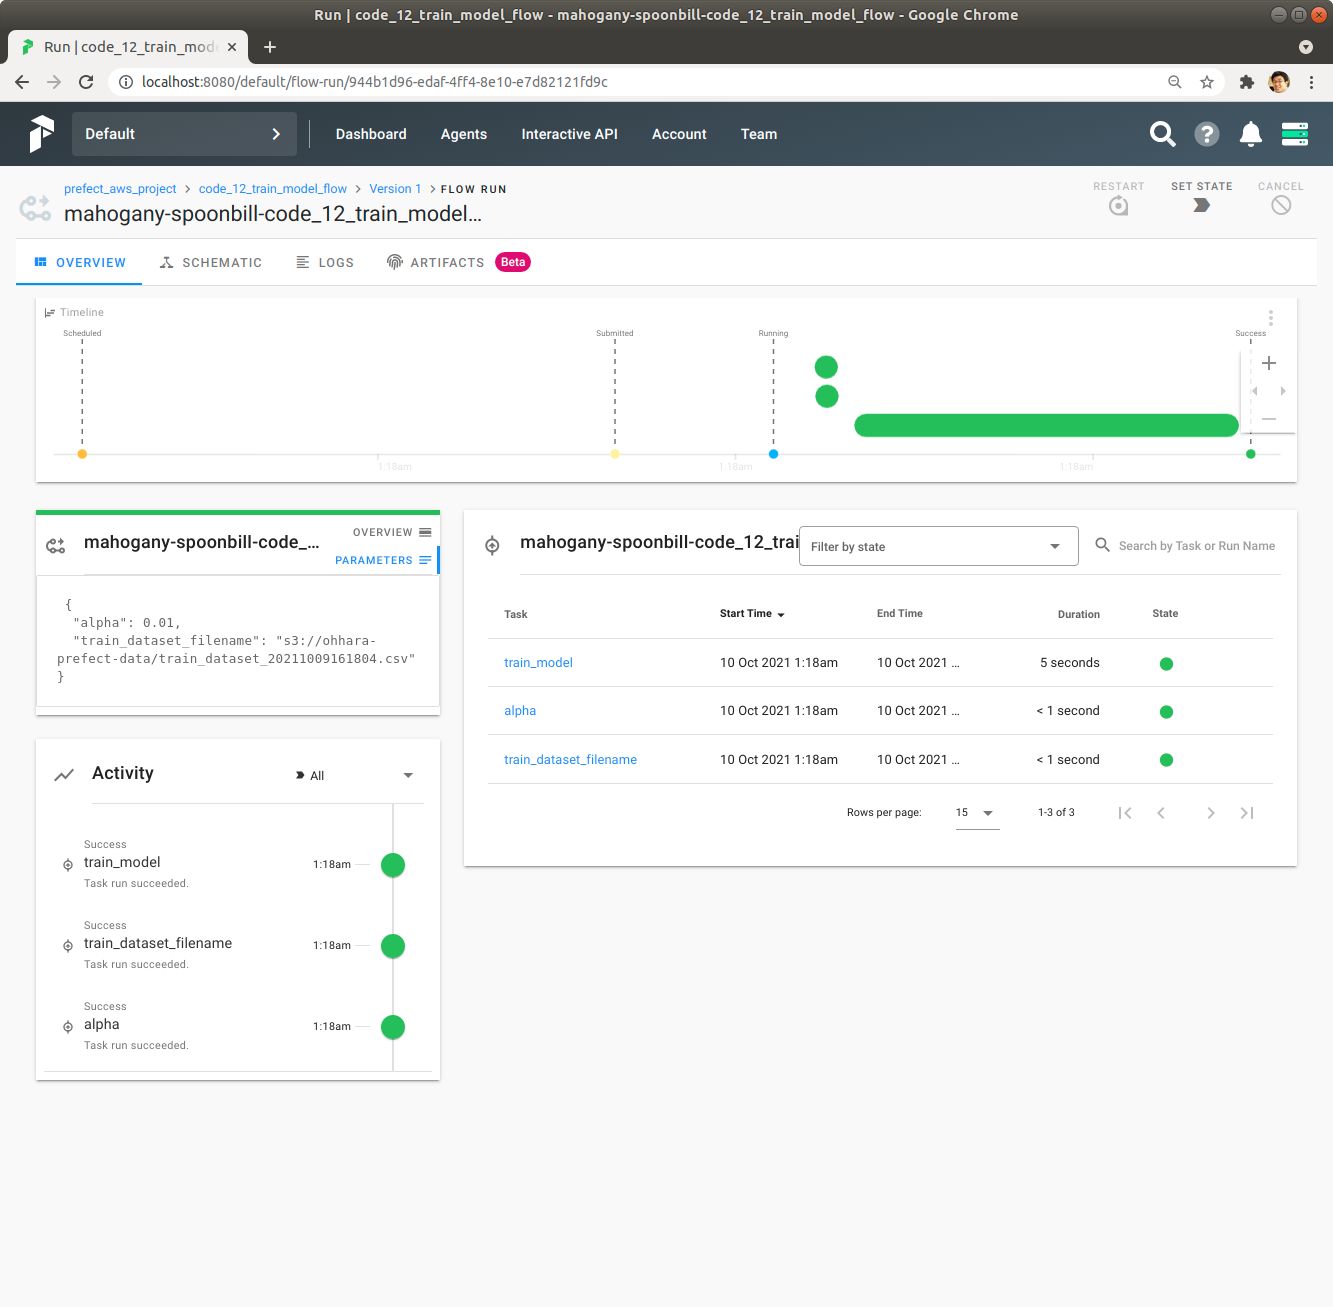 Run | code_12_train_model_flow - mahogany-spoonbill-code_12_train_model_flow - Google Chrome
Run | code_12_train_mod
localhost:8080/default/flow-run/944b1d96-edaf-4ff4-8e10-e7d82121fd9c
Default
Dashboard Agents Interactive API Account Team
prefect_aws_project > code_12_train_model_flow > Version 1 > FLOW RUN
mahogany-spoonbill-code_12_train_model...
RESTART SET STATE CANCEL
OVERVIEW SCHEMATIC LOGS ARTIFACTS Beta
Timeline
Scheduled Submitted Running Success
1:18am 1:18am 1:18am
mahogany-spoonbill-code_...
OVERVIEW
PARAMETERS
{
"alpha": 0.01,
"train_dataset_filename": "s3://ohhara-
prefect-data/train_dataset_20211009161804.csv"
}
Activity
All
Success
train_model
1:18am
Task run succeeded.
Success
train_dataset_filename
1:18am
Task run succeeded.
Success
alpha
1:18am
Task run succeeded.
mahogany-spoonbill-code_12_trai
Filter by state
Search by Task or Run Name
Task Start Time End Time Duration State
train_model 10 Oct 2021 1:18am 10 Oct 2021 ... 5 seconds
alpha 10 Oct 2021 1:18am 10 Oct 2021 ... < 1 second
train_dataset_filename 10 Oct 2021 1:18am 10 Oct 2021 ... < 1 second
Rows per page: 15 1-3 of 3